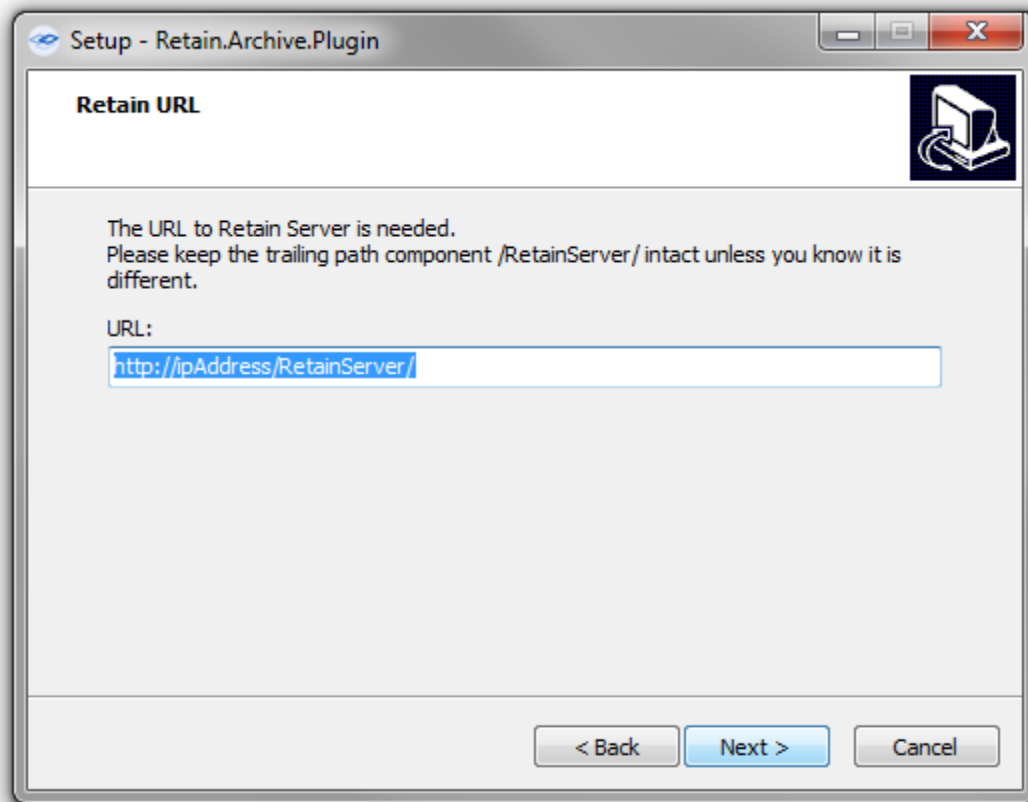 Setup - Retain.Archive.Plugin
Retain URL
The URL to Retain Server is needed.
Please keep the trailing path component /RetainServer/ intact unless you know it is
different.
URL:
http://ipAddress/RetainServer/
< Back
Next >
Cancel